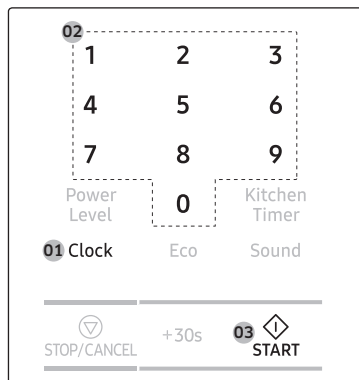 02
1 2 3
4 5 6
7 8 9
Power Level 0 Kitchen Timer
01 Clock Eco Sound
STOP/CANCEL +30s 03 START